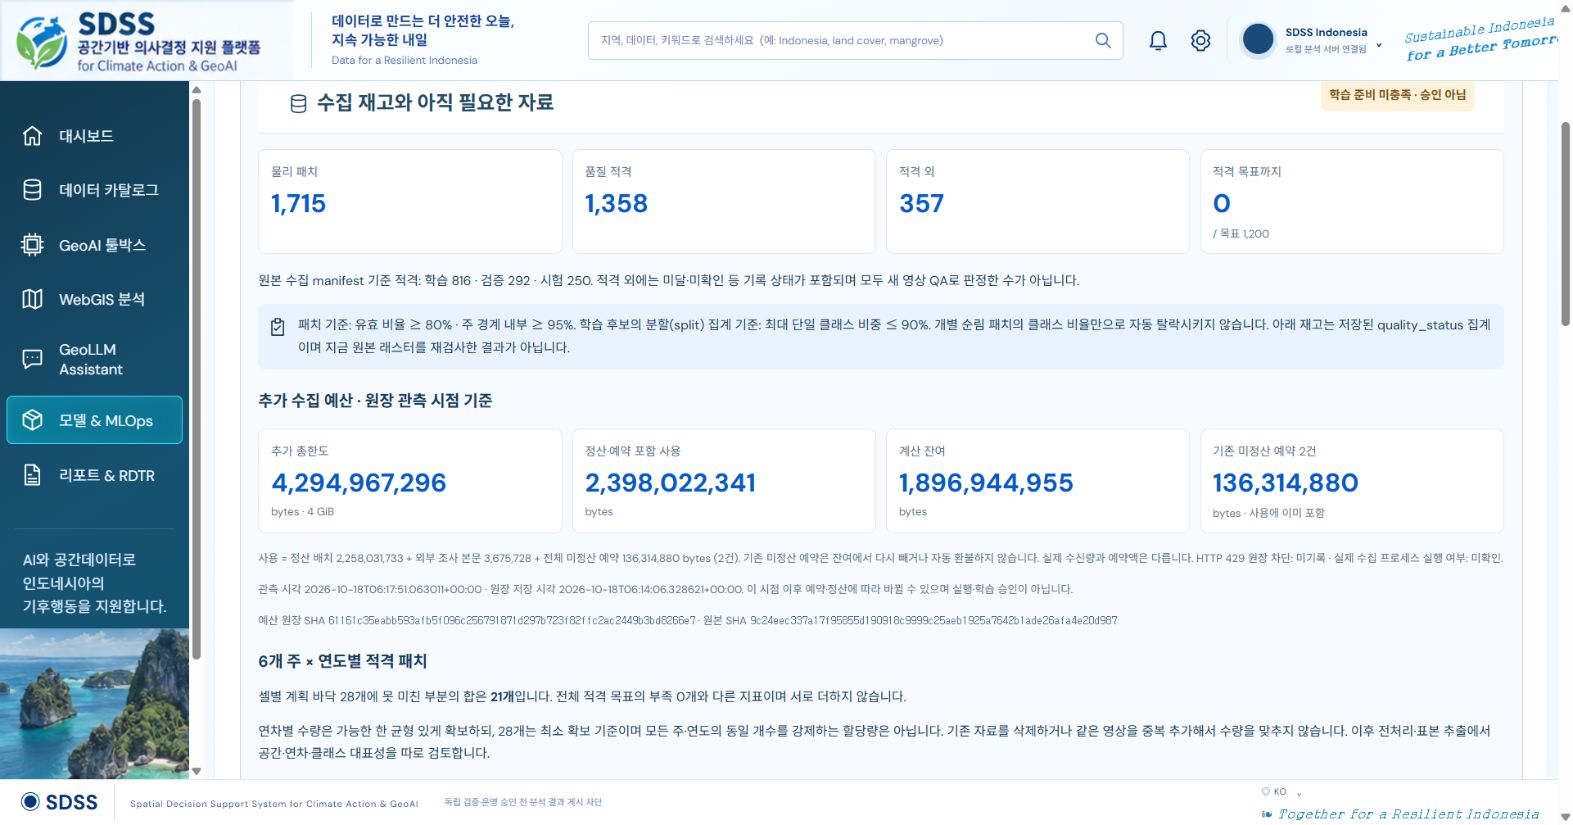 SDSS
공간기반 의사결정 지원 플랫폼
for Climate Action & GeoAI
데이터로 만드는 더 안전한 오늘,
지속 가능한 내일
Data for a Resilient Indonesia
지역, 데이터, 키워드로 검색하세요 (예: Indonesia, land cover, mangrove)
SDSS Indonesia
로컬 분석 서버 연결됨
Sustainable Indonesia
for a Better Tomorr
대시보드
데이터 카탈로그
GeoAI 툴박스
WebGIS 분석
GeoLLM
Assistant
모델 & MLOps
리포트 & RDTR
AI와 공간데이터로
인도네시아의
기후행동을 지원합니다.
수집 재고와 아직 필요한 자료
학습 준비 미충족 · 승인 아님
물리 패치
1,715
품질 적격
1,358
적격 외
357
적격 목표까지
0
/ 목표 1,200
원본 수집 manifest 기준 적격: 학습 816 · 검증 292 · 시험 250. 적격 외에는 미달·미확인 등 기록 상태가 포함되며 모두 새 영상 QA로 판정한 수가 아닙니다.
패치 기준: 유효 비율 ≥ 80% · 주 경계 내부 ≥ 95%. 학습 후보의 분할(split) 집계 기준: 최대 단일 클래스 비중 ≤ 90%. 개별 순림 패치의 클래스 비율만으로 자동 탈락시키지 않습니다. 아래 재고는 저장된 quality_status 집계
이며 지금 원본 래스터를 재검사한 결과가 아닙니다.
추가 수집 예산 · 원장 관측 시점 기준
추가 총한도
4,294,967,296
bytes · 4 GiB
정산·예약 포함 사용
2,398,022,341
bytes
계산 잔여
1,896,944,955
bytes
기존 미정산 예약 2건
136,314,880
bytes · 사용에 이미 포함
사용 = 정산 배치 2,258,031,733 + 외부 조사 본문 3,675,728 + 전체 미정산 예약 136,314,880 bytes (2건). 기존 미정산 예약은 잔여에서 다시 빼거나 자동 환불하지 않습니다. 실제 수신량과 예약액은 다릅니다. HTTP 429 원장 차단: 미기록 · 실제 수집 프로세스 실행 여부: 미확인.
관측 시각 2026-10-18T06:17:51.063011+00:00 · 원장 저장 시각 2026-10-18T06:14:06.328621+00:00. 이 시점 이후 예약·정산에 따라 바뀔 수 있으며 실행·학습 승인이 아닙니다.
예산 원장 SHA 61161c35eabb593afb5f096c256791871d297b723f82ffc2ac2449b3bd8266e7 · 원본 SHA 9c24eec337a17f95855d190918c9999c25aeb1925a7642b1ade26afa4e20d987
6개 주 × 연도별 적격 패치
셀별 계획 바닥 28개에 못 미친 부분의 합은 21개입니다. 전체 적격 목표의 부족 0개와 다른 지표이며 서로 더하지 않습니다.
연차별 수량은 가능한 한 균형 있게 확보하되, 28개는 최소 확보 기준이며 모든 주·연도의 동일 개수를 강제하는 할당량은 아닙니다. 기존 자료를 삭제하거나 같은 영상을 중복 추가해서 수량을 맞추지 않습니다. 이후 전처리·표본 추출에서
공간·연차·클래스 대표성을 따로 검토합니다.
SDSS
Spatial Decision Support System for Climate Action & GeoAI
독립 검증·운영 승인 전 분석 결과 게시 차단
KO
Together for a Resilient Indonesia